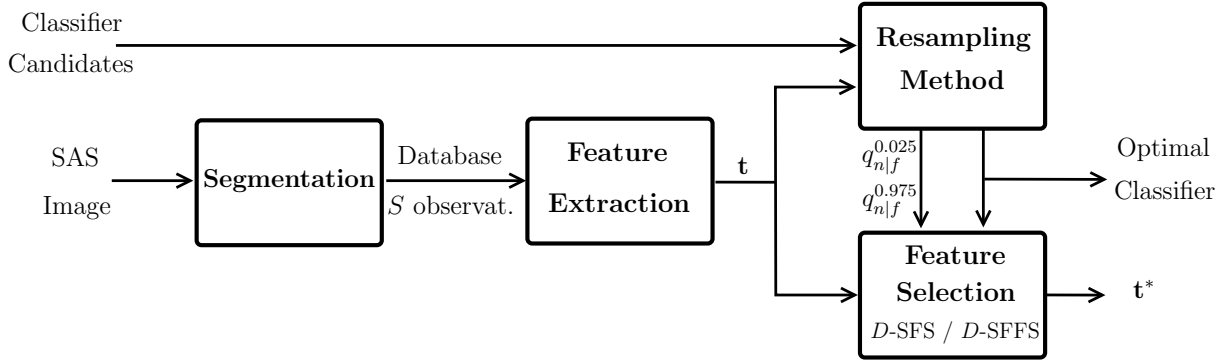 Classifier
Candidates
Resampling
Method
SAS
Image
Segmentation
Database
S observat.
Feature
Extraction
t
q_{n|f}^{0.025}
q_{n|f}^{0.975}
Optimal
Classifier
Feature
Selection
D-SFS / D-SFFS
t*